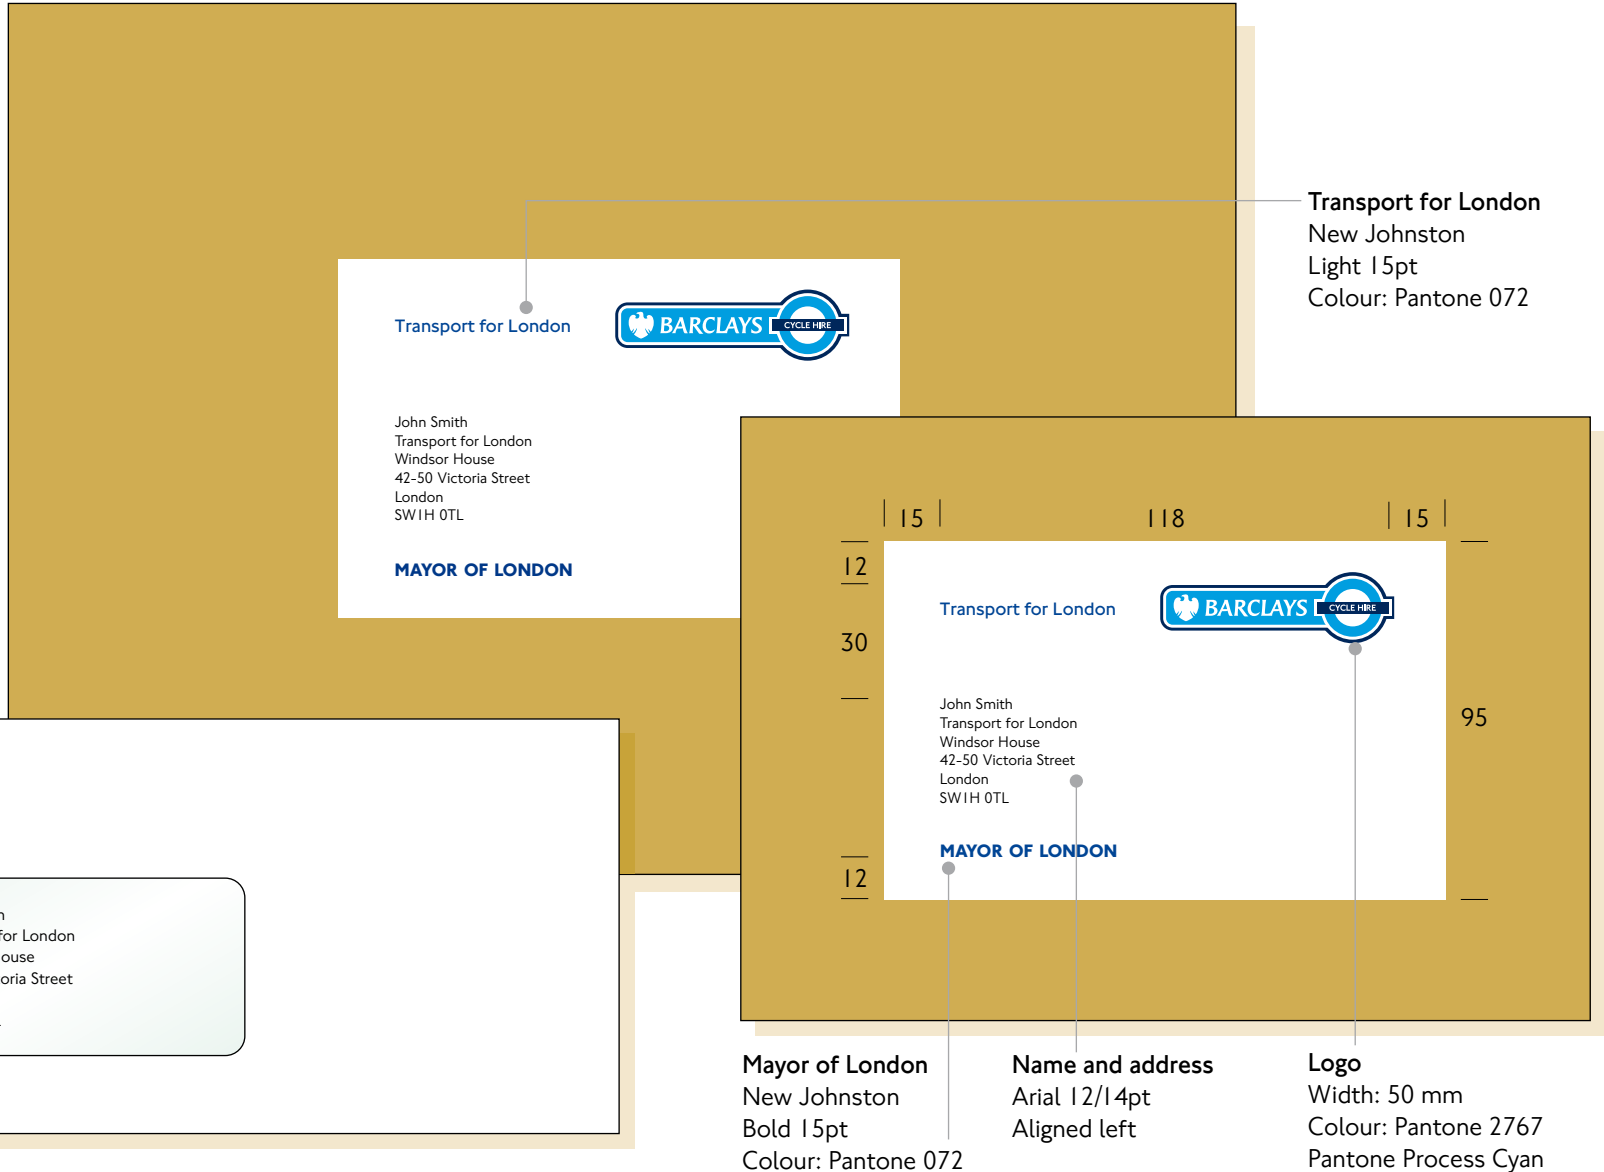 Transport for London
New Johnston
Light 15pt
Colour: Pantone 072
Transport for London
BARCLAYS CYCLE HIRE
John Smith
Transport for London
Windsor House
42-50 Victoria Street
London
SW1H 0TL
MAYOR OF LONDON
15 118 15
12
30
12
95
Transport for London
BARCLAYS CYCLE HIRE
John Smith
Transport for London
Windsor House
42-50 Victoria Street
London
SW1H 0TL
MAYOR OF LONDON
for London
ouse
oria Street
Mayor of London
New Johnston
Bold 15pt
Colour: Pantone 072
Name and address
Arial 12/14pt
Aligned left
Logo
Width: 50 mm
Colour: Pantone 2767
Pantone Process Cyan